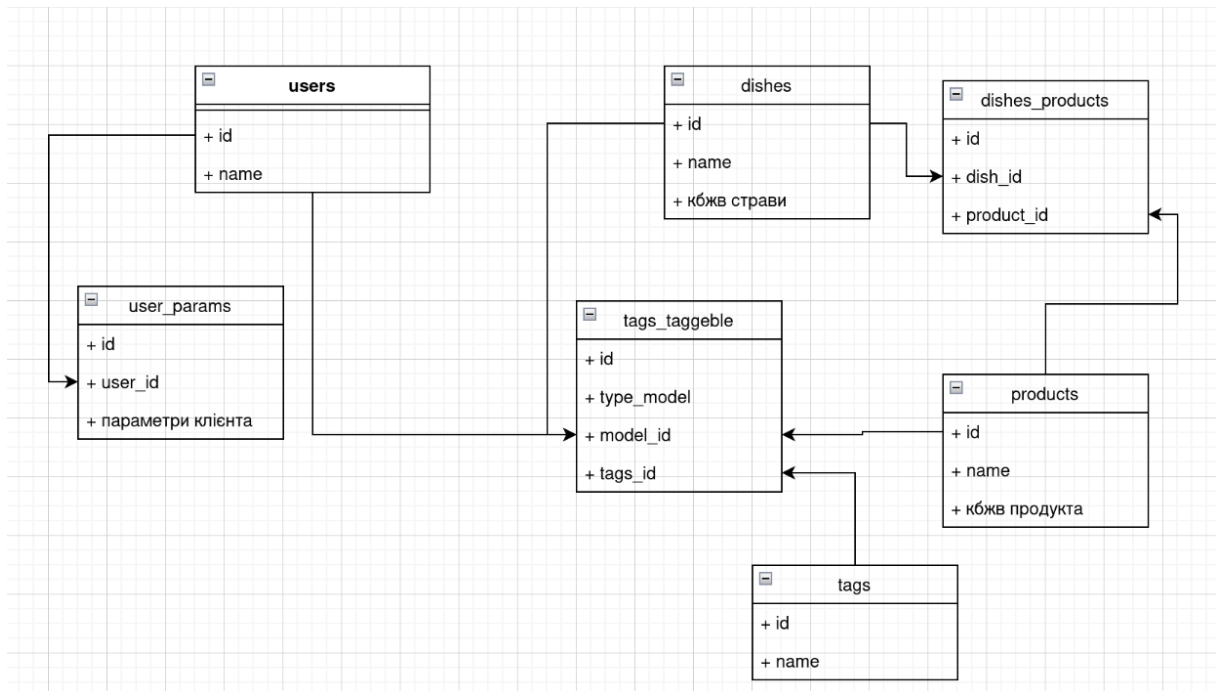 users
+ id
+ name
dishes
+ id
+ name
+ кбжв страви
dishes_products
+ id
+ dish_id
+ product_id
user_params
+ id
+ user_id
+ параметри клієнта
tags_taggeble
+ id
+ type_model
+ model_id
+ tags_id
products
+ id
+ name
+ кбжв продукта
tags
+ id
+ name